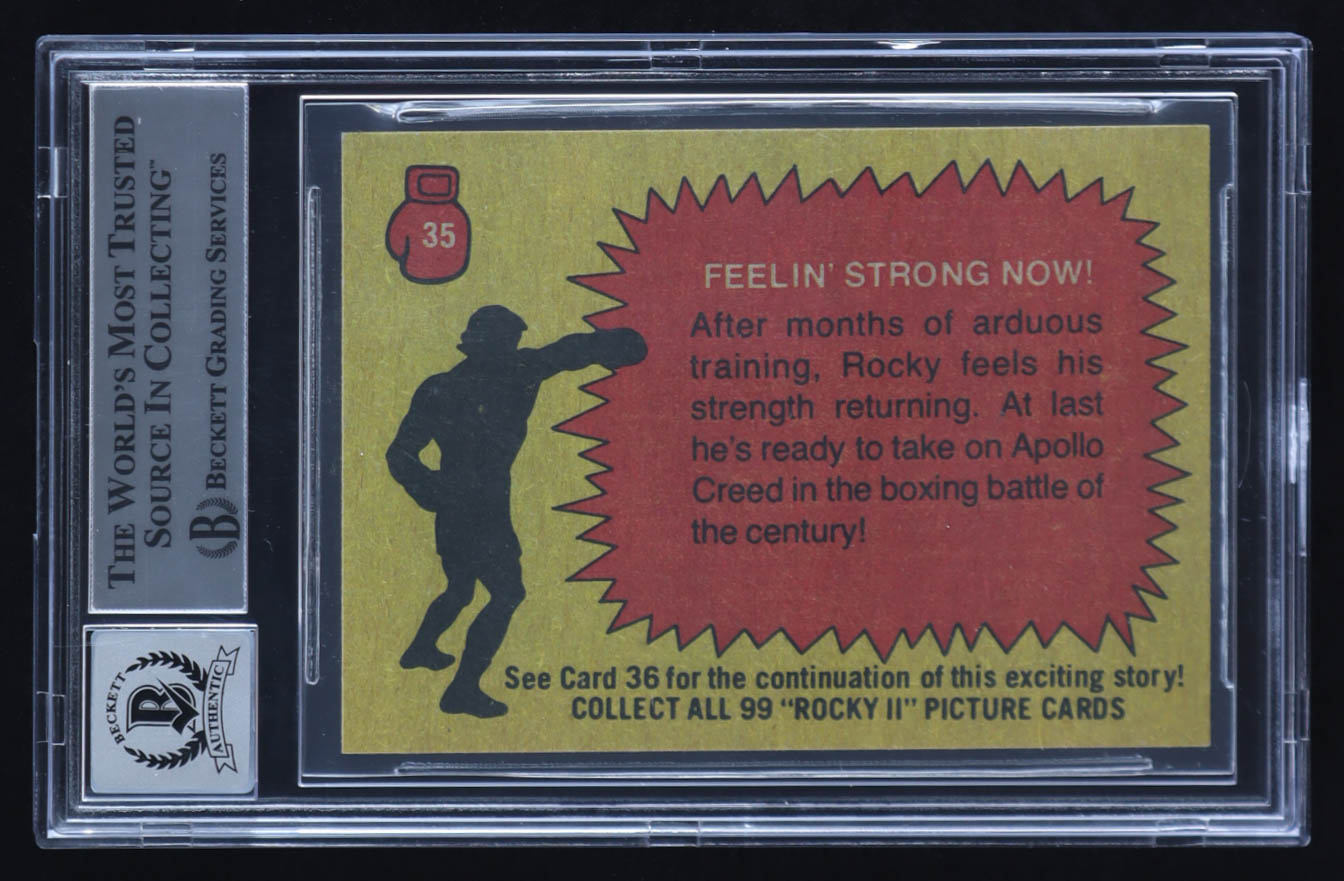 THE WORLD'S MOST TRUSTED
SOURCE IN COLLECTING™
B BECKETT GRADING SERVICES
BECKETT
B
AUTHENTIC
35
FEELIN' STRONG NOW!
After months of arduous
training, Rocky feels his
strength returning. At last
he's ready to take on Apollo
Creed in the boxing battle of
the century!
See Card 36 for the continuation of this exciting story!
COLLECT ALL 99 "ROCKY II" PICTURE CARDS